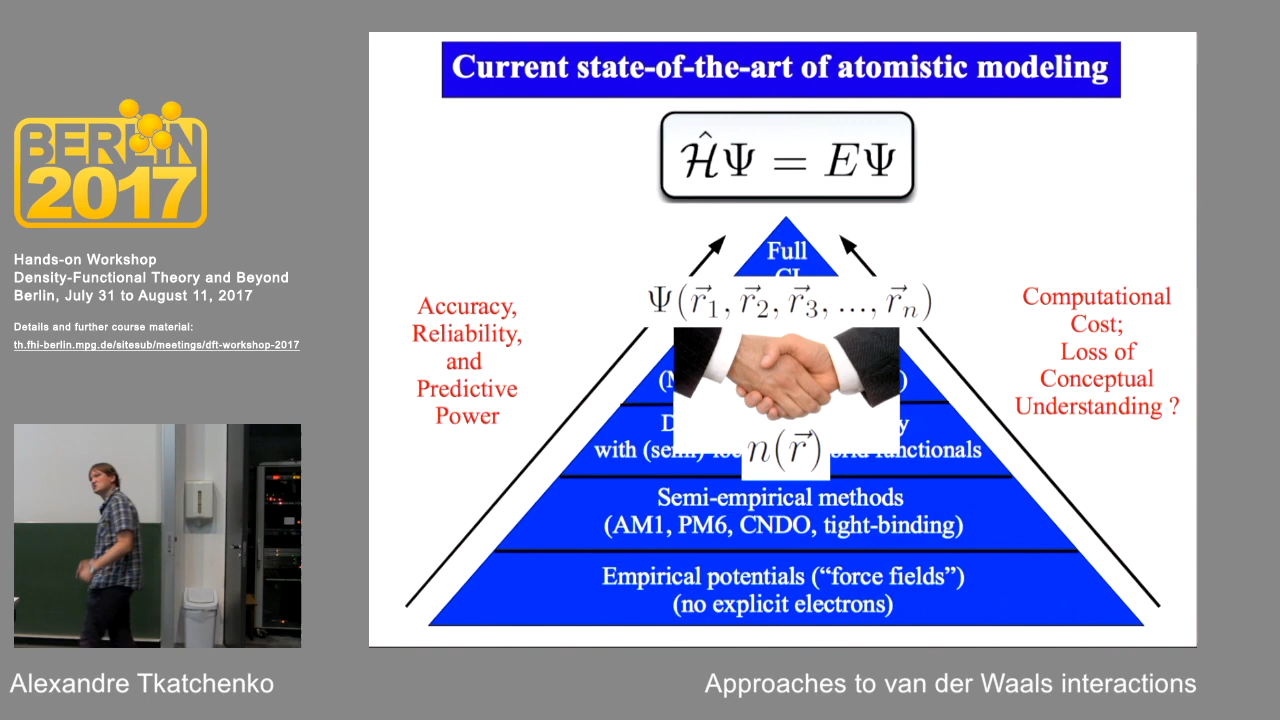 BERLIN
2017
Hands-on Workshop
Density-Functional Theory and Beyond
Berlin, July 31 to August 11, 2017
Details and further course material:
th.fhi-berlin.mpg.de/sitesub/meetings/dft-workshop-2017
Current state-of-the-art of atomistic modeling
ĤΨ = EΨ
Full
CI
Ψ(r⃗₁, r⃗₂, r⃗₃, ..., r⃗ₙ)
Accuracy,
Reliability,
and
Predictive
Power
Computational
Cost;
Loss of
Conceptual
Understanding ?
n(r⃗)
with (semi) functionals
Semi-empirical methods
(AM1, PM6, CNDO, tight-binding)
Empirical potentials (“force fields”)
(no explicit electrons)
Alexandre Tkatchenko
Approaches to van der Waals interactions